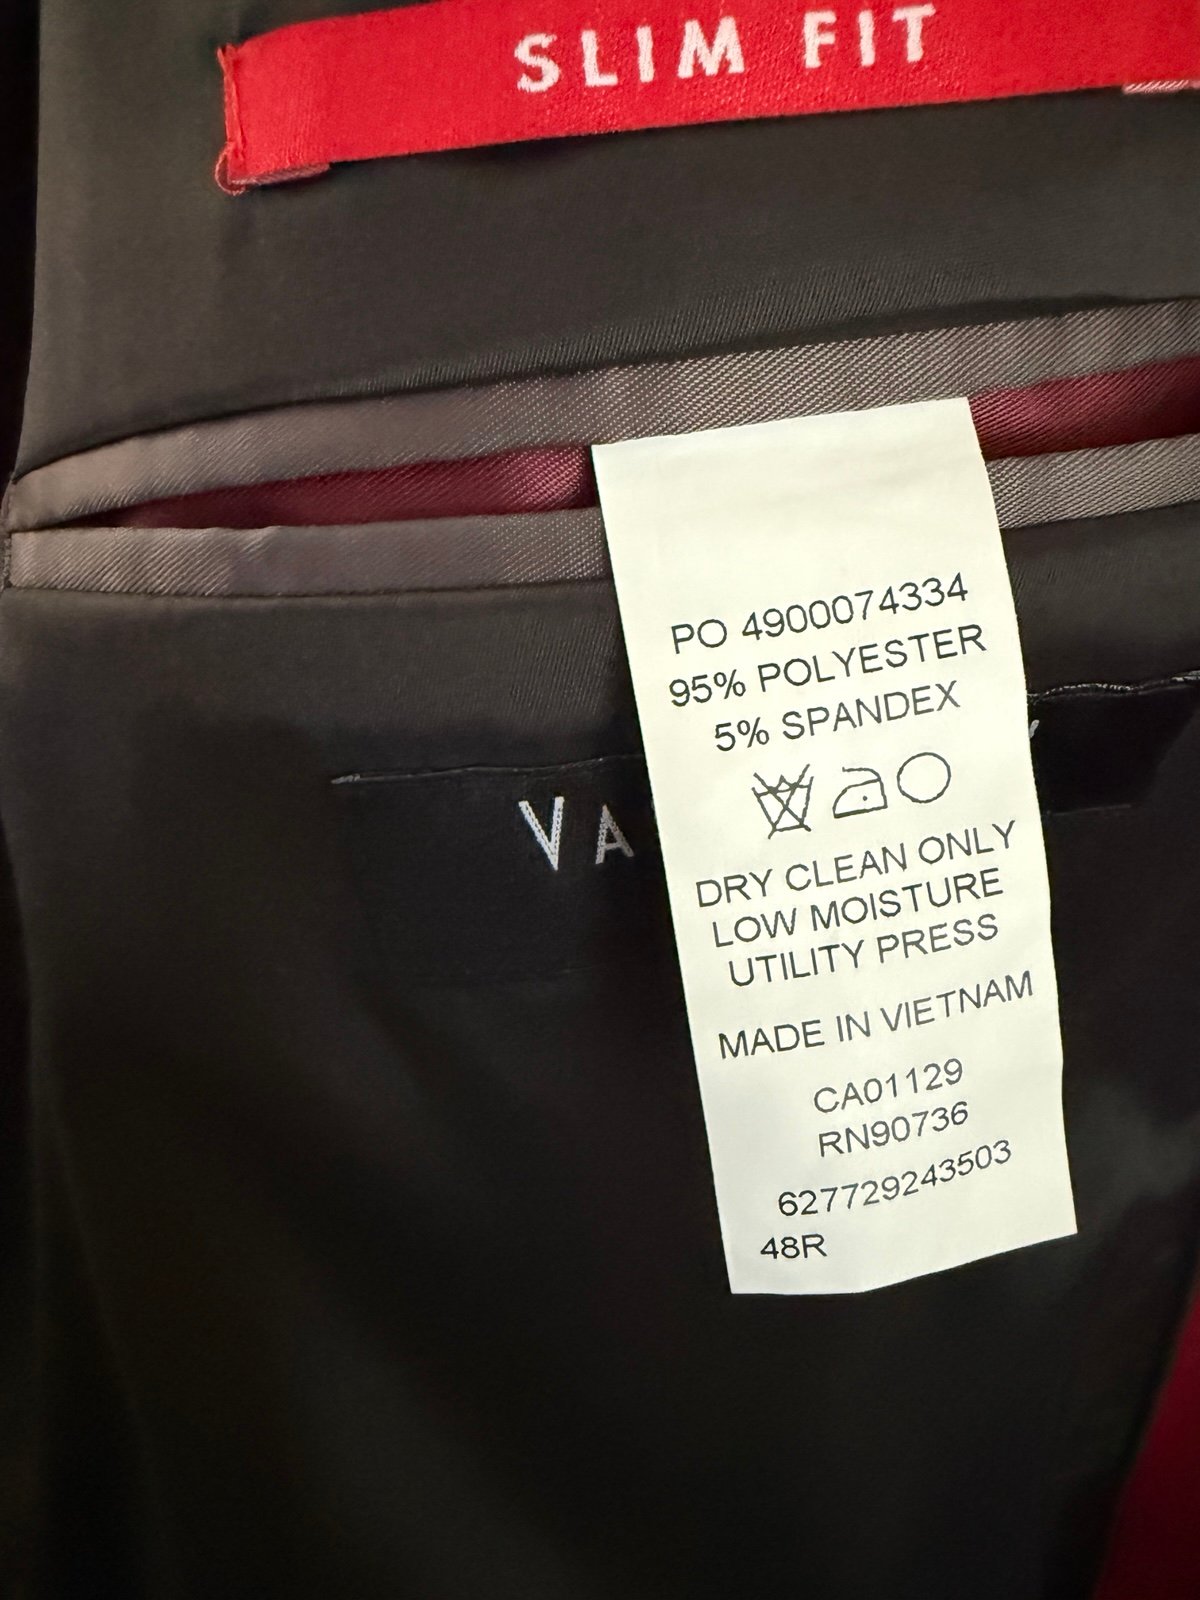 SLIM FIT
PO 4900074334
95% POLYESTER
5% SPANDEX
VA
DRY CLEAN ONLY
LOW MOISTURE
UTILITY PRESS
MADE IN VIETNAM
CA01129
RN90736
627729243503
48R